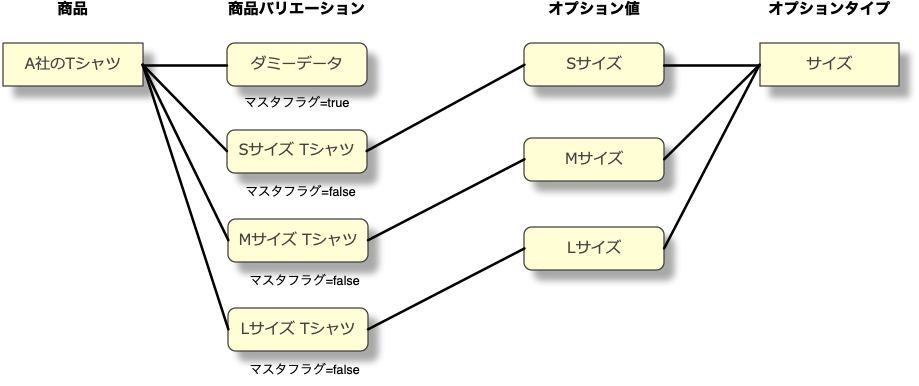 商品 商品バリエーション オプション値 オプションタイプ
A社のTシャツ ダミーデータ Sサイズ サイズ
マスタフラグ=true
Sサイズ Tシャツ Mサイズ
マスタフラグ=false
Mサイズ Tシャツ Lサイズ
マスタフラグ=false
Lサイズ Tシャツ
マスタフラグ=false